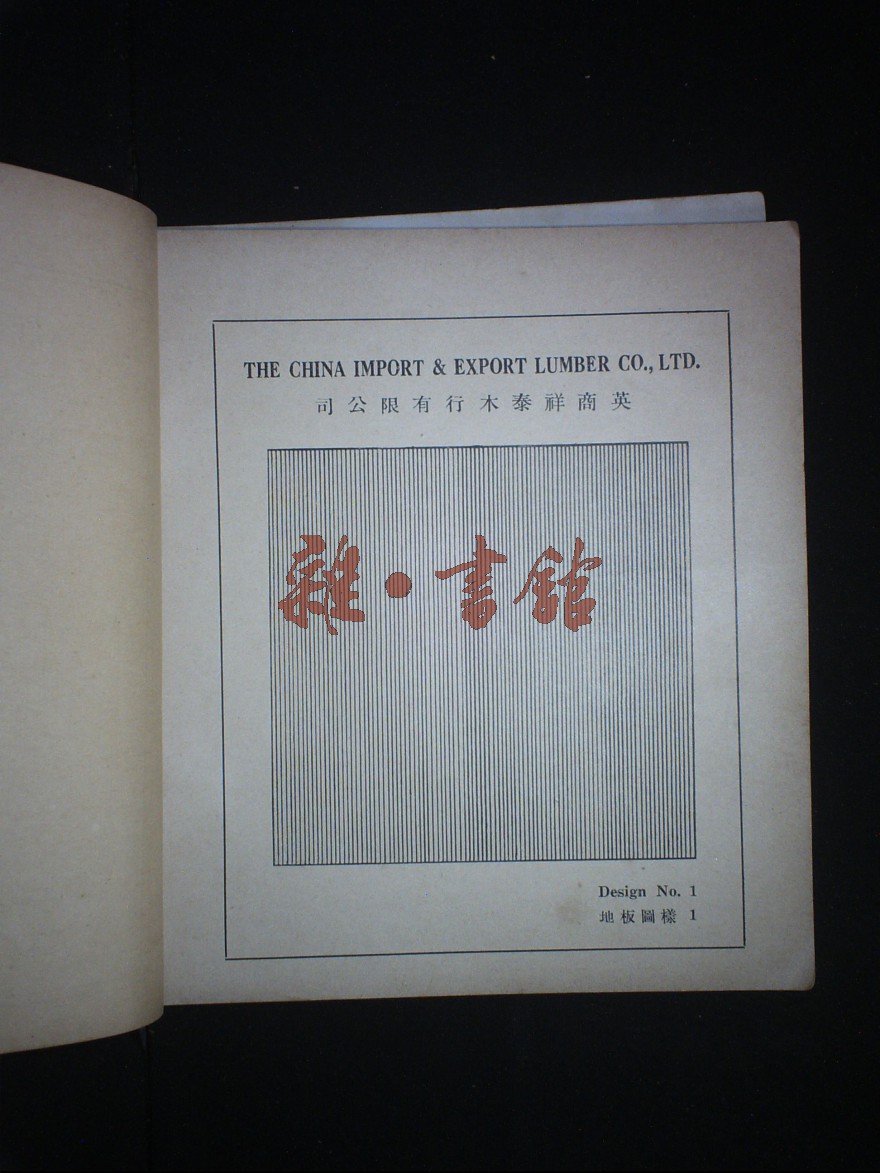 THE CHINA IMPORT & EXPORT LUMBER CO., LTD.
英商祥泰木行有限公司
雜·書館
Design No. 1
地板圖樣 1